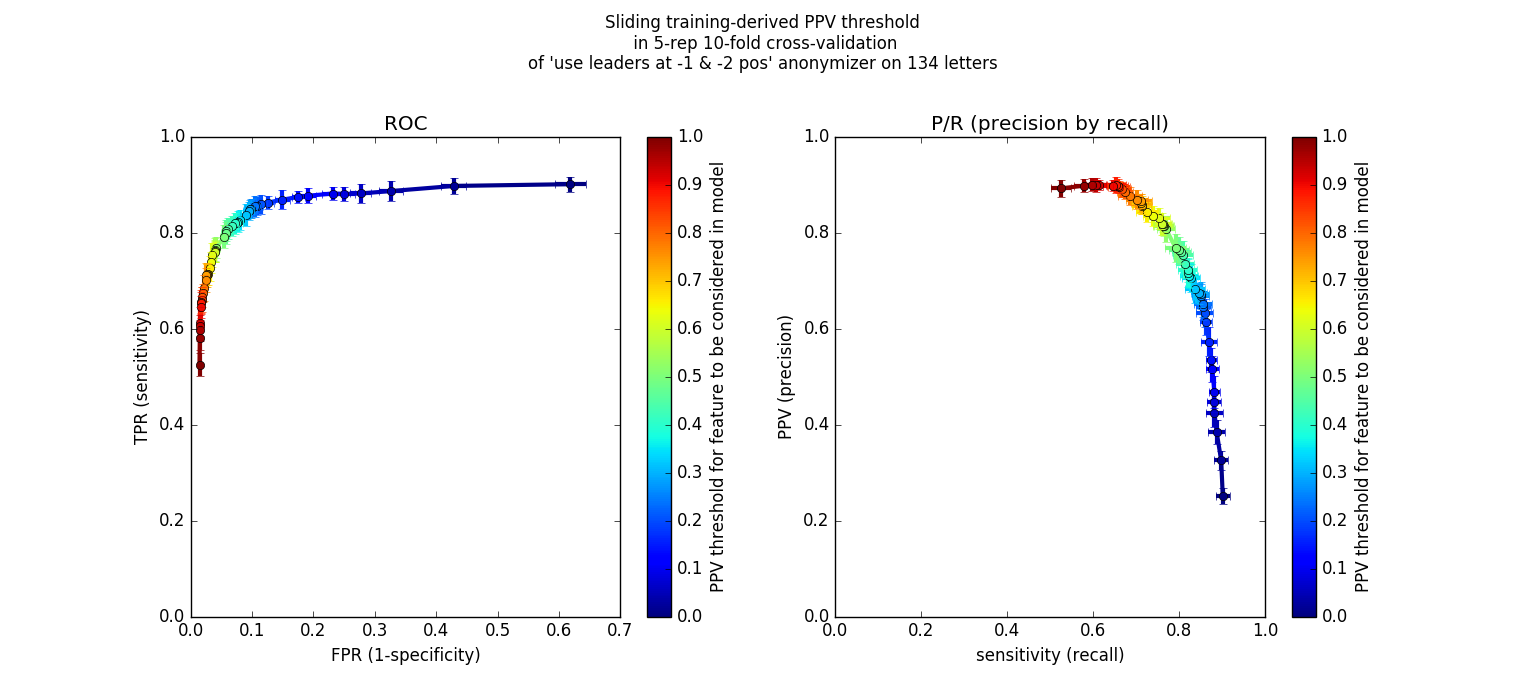 Sliding training-derived PPV threshold
in 5-rep 10-fold cross-validation
of 'use leaders at -1 & -2 pos' anonymizer on 134 letters
ROC
1.0
0.8
0.6
0.4
0.2
0.0
TPR (sensitivity)
0.0 0.1 0.2 0.3 0.4 0.5 0.6 0.7
FPR (1-specificity)
1.0
0.9
0.8
0.7
0.6
0.5
0.4
0.3
0.2
0.1
0.0
PPV threshold for feature to be considered in model
P/R (precision by recall)
1.0
0.8
0.6
0.4
0.2
0.0
PPV (precision)
0.0 0.2 0.4 0.6 0.8 1.0
sensitivity (recall)
1.0
0.9
0.8
0.7
0.6
0.5
0.4
0.3
0.2
0.1
0.0
PPV threshold for feature to be considered in model